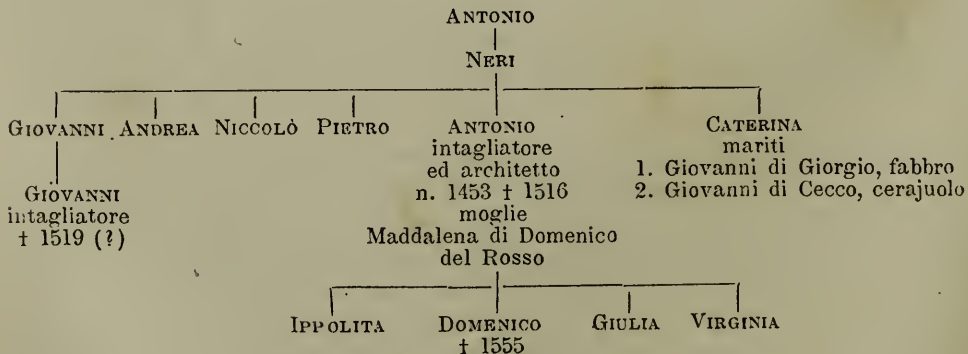 ANTONIO
NERI
GIOVANNI ANDREA NICCOLÒ PIETRO ANTONIO CATERINA
intagliatore mariti
ed architetto 1. Giovanni di Giorgio, fabbro
GIOVANNI n. 1453 † 1516 2. Giovanni di Cecco, cerajuolo
intagliatore moglie
† 1519 (?) Maddalena di Domenico
del Rosso
IPPOLITA DOMENICO GIULIA VIRGINIA
† 1555